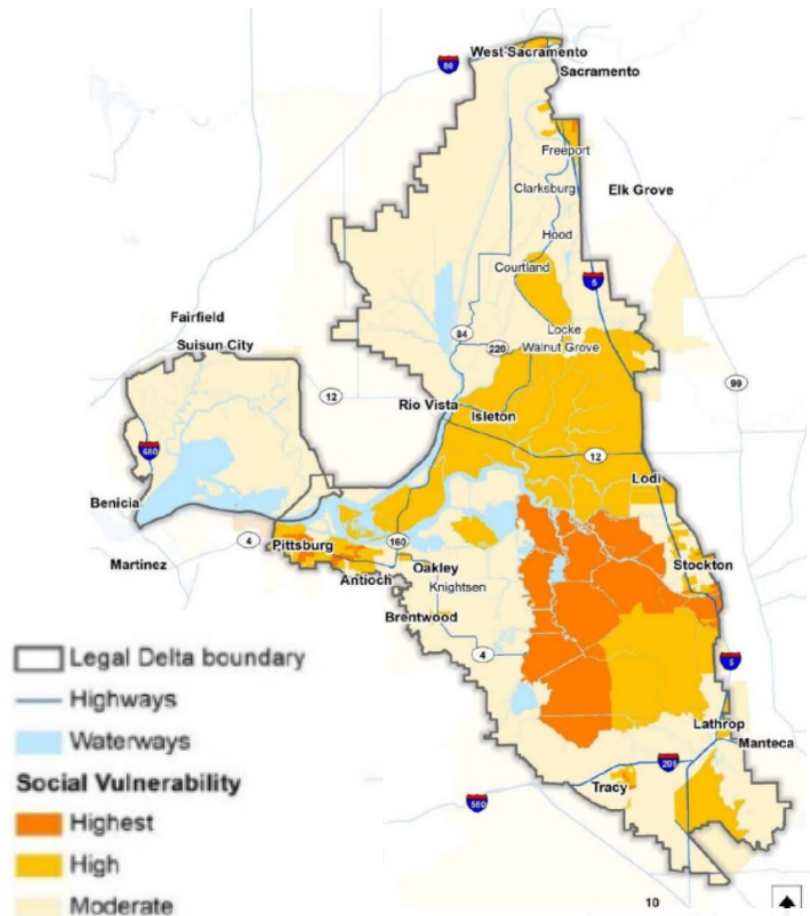 West Sacramento
80
Sacramento
Freeport
Clarksburg
Elk Grove
Hood
Courtland
5
Fairfield
Locke
84
Suisun City
220
Walnut Grove
99
12
Rio Vista
Isleton
680
12
Lodi
Benicia
4
Pittsburg
160
Stockton
Martinez
Antioch
Oakley
Knightsen
Brentwood
4
5
Legal Delta boundary
Highways
Waterways
Lathrop
Manteca
205
Social Vulnerability
Tracy
580
Highest
High
Moderate
10